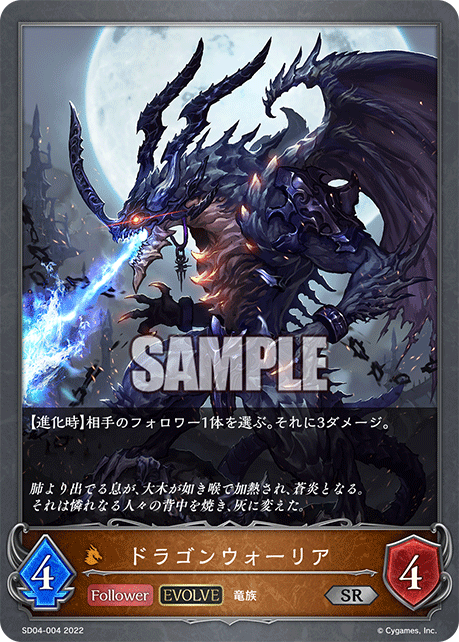 SAMPLE
【進化時】相手のフォロワー1体を選ぶ。それに3ダメージ。
肺より出でる息が、大木が如き喉で加熱され、蒼炎となる。
それは憐れなる人々の背中を焼き、灰に変えた。
4
ドラゴンウォーリア
4
Follower EVOLVE 竜族 SR
SD04-004 2022
© Cygames, Inc.